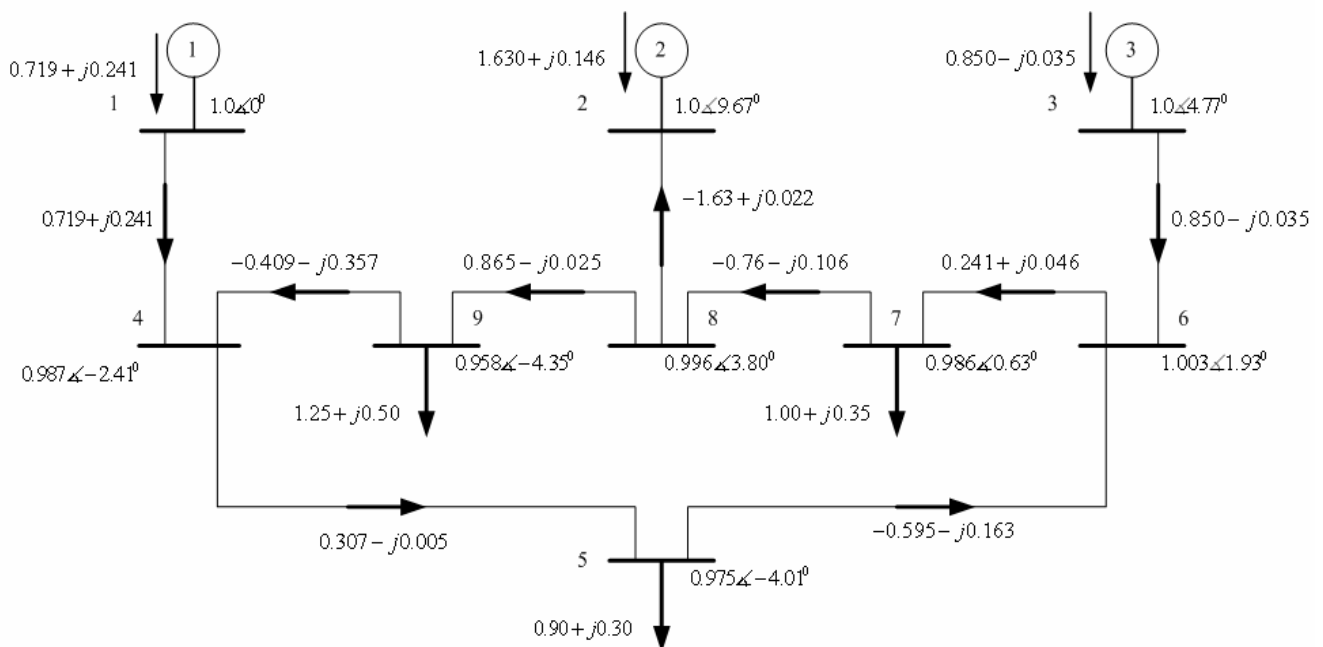 1
2
3
0.719+j0.241
1.630+j0.146
0.850−j0.035
1
1.0∡0⁰
2
1.0∡9.67⁰
3
1.0∡4.77⁰
0.719+j0.241
−1.63+j0.022
0.850−j0.035
−0.409−j0.357
0.865−j0.025
−0.76−j0.106
0.241+j0.046
4
9
8
7
6
0.987∡−2.41⁰
0.958∡−4.35⁰
0.996∡3.80⁰
0.986∡0.63⁰
1.003∡1.93⁰
1.25+j0.50
1.00+j0.35
0.307−j0.005
−0.595−j0.163
5
0.975∡−4.01⁰
0.90+j0.30